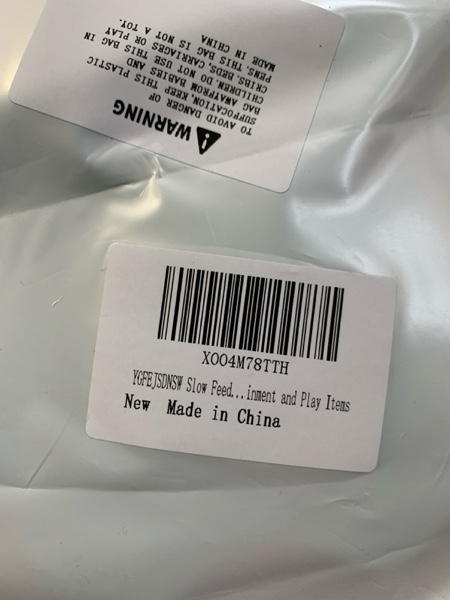 WARNING
TO AVOID DANGER OF
SUFFOCATION, KEEP THIS PLASTIC
BAG AWAYFROM BABIES AND
CHILDREN. DO NOT USE THIS BAG IN
CRIBS, BEDS, CARRIAGES OR PLAY
PENS. THIS BAG IS NOT A TOY.
MADE IN CHINA
X004M78TTH
YGFEJSDNSW Slow Feed...inment and Play Items
New Made in China